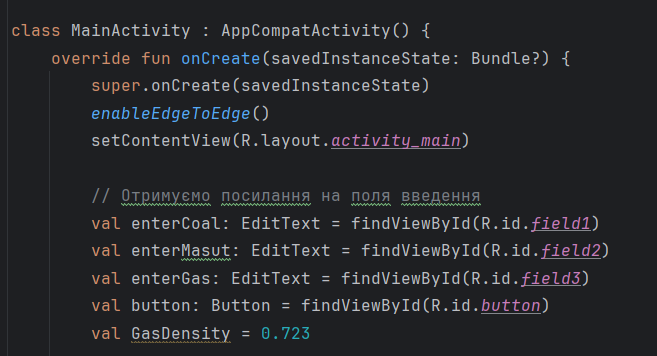 class MainActivity : AppCompatActivity() {
override fun onCreate(savedInstanceState: Bundle?) {
super.onCreate(savedInstanceState)
enableEdgeToEdge()
setContentView(R.layout.activity_main)
// Отримуємо посилання на поля введення
val enterCoal: EditText = findViewById(R.id.field1)
val enterMasut: EditText = findViewById(R.id.field2)
val enterGas: EditText = findViewById(R.id.field3)
val button: Button = findViewById(R.id.button)
val GasDensity = 0.723